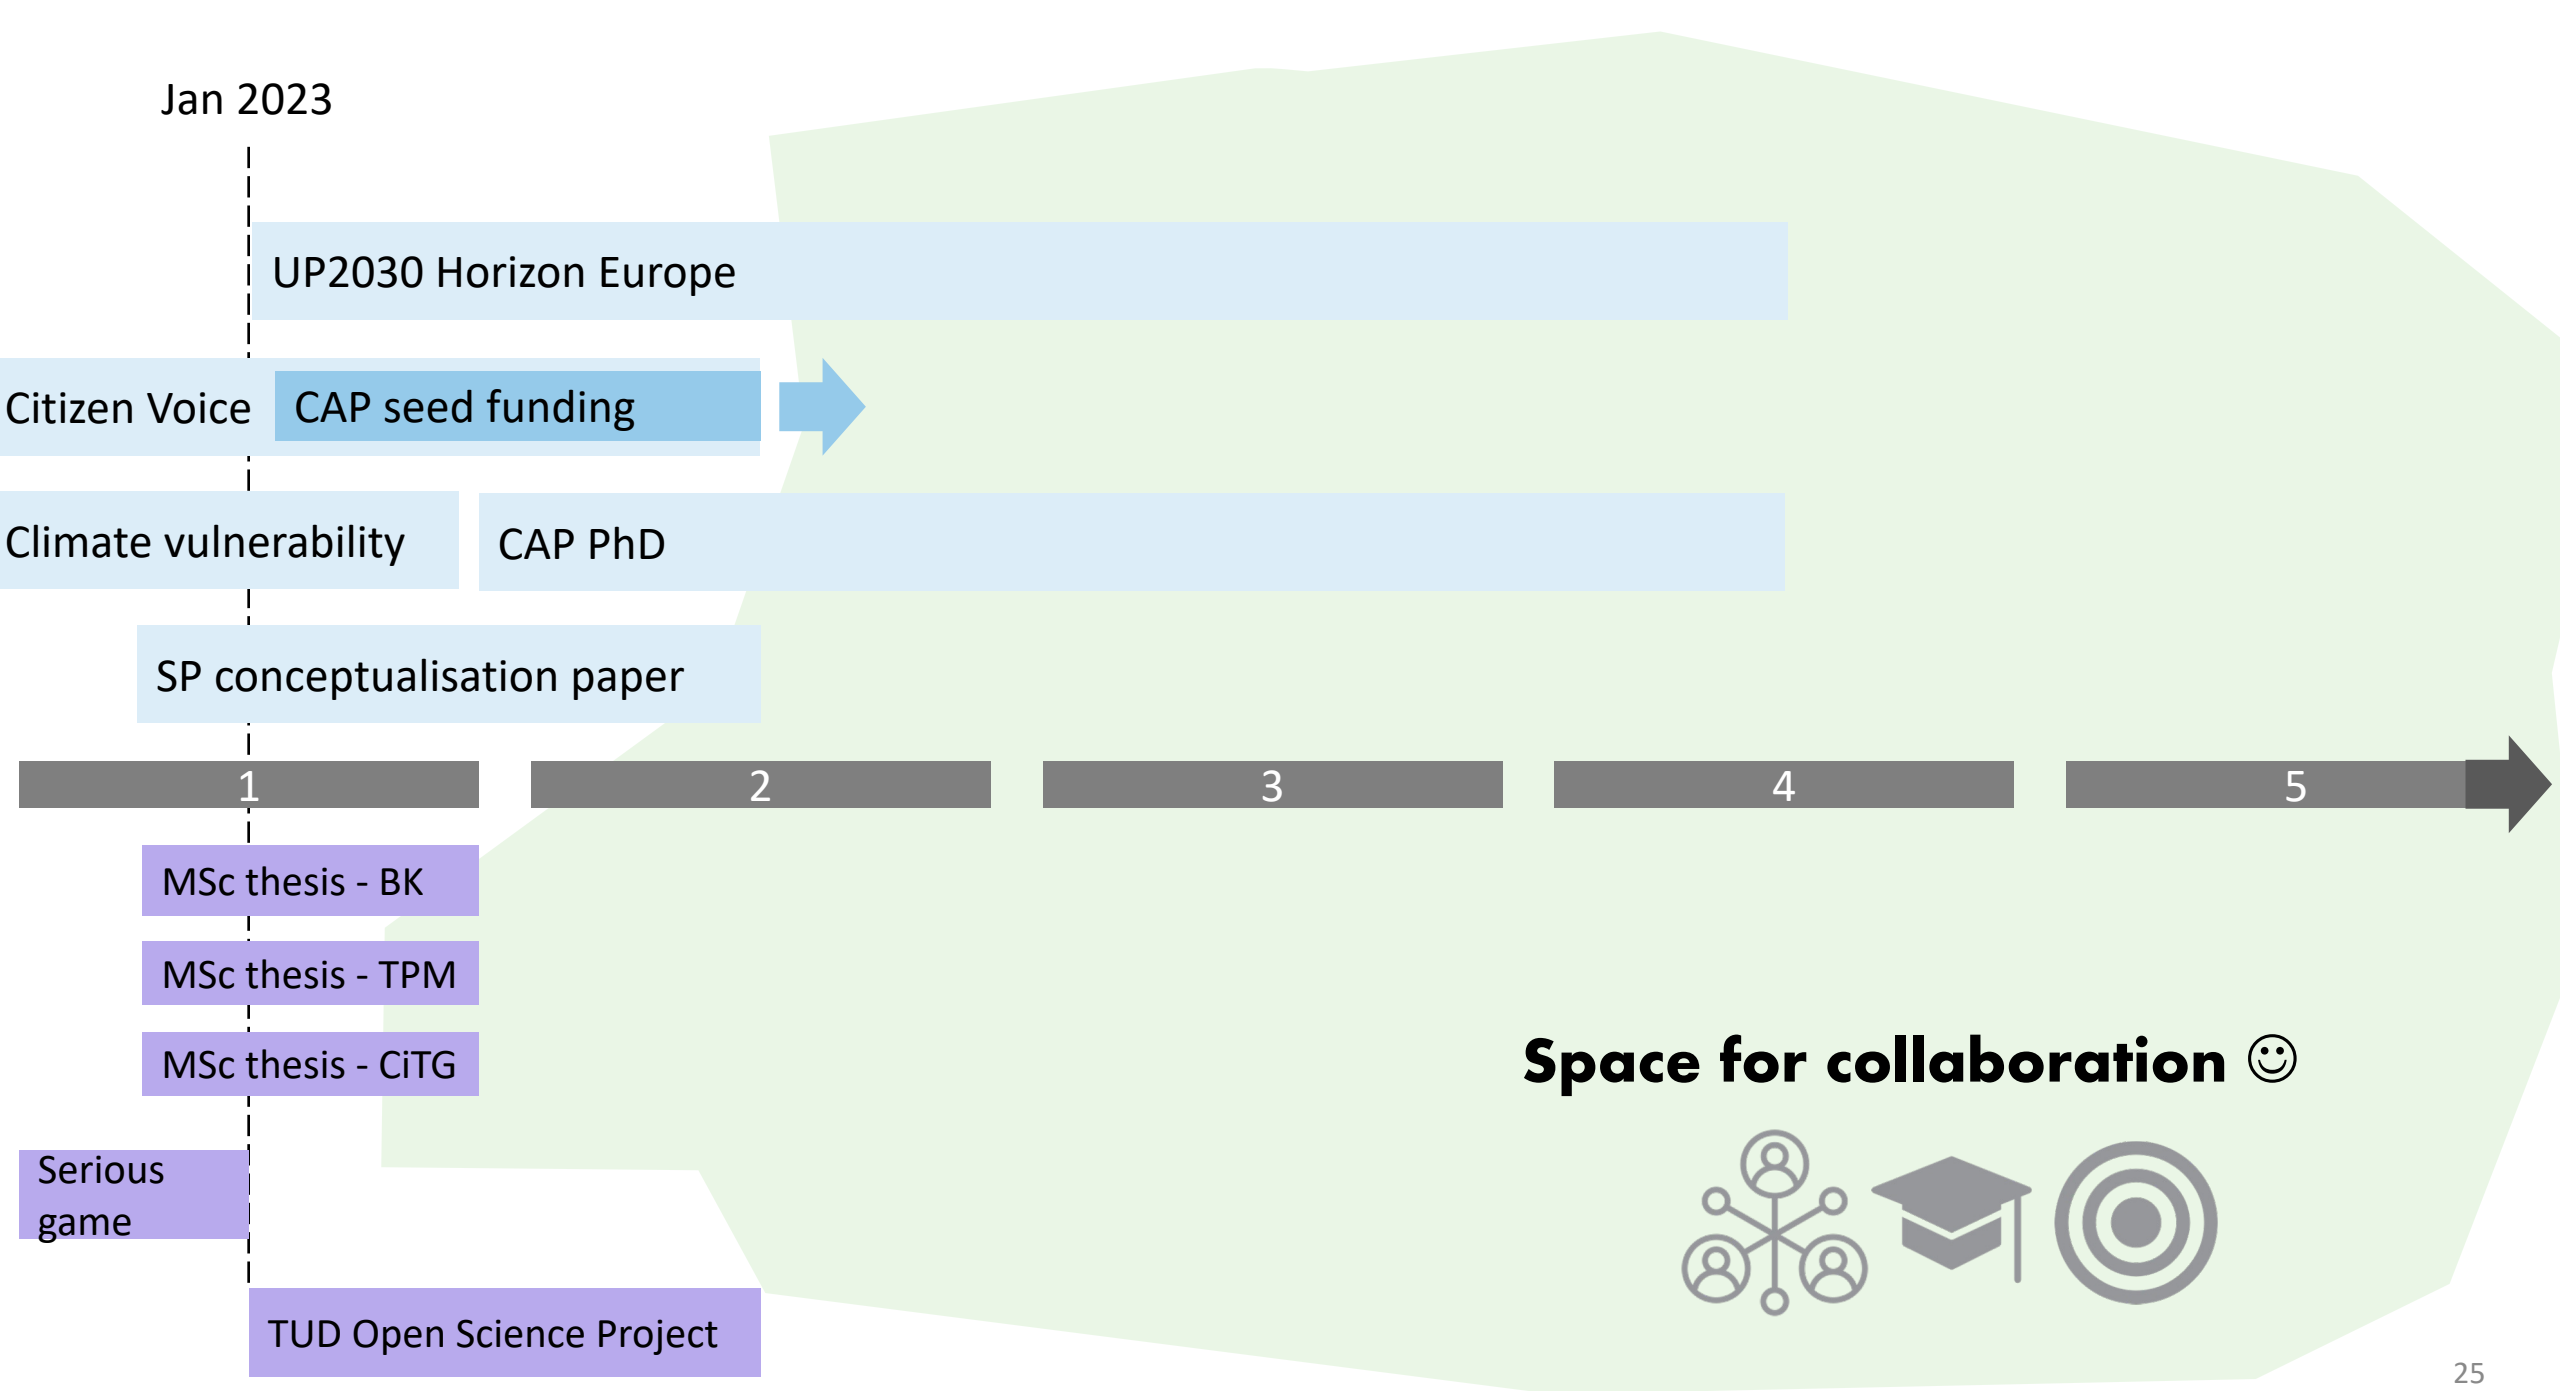 Jan 2023
UP2030 Horizon Europe
Citizen Voice
CAP seed funding
Climate vulnerability
CAP PhD
SP conceptualisation paper
1
2
3
4
5
MSc thesis - BK
MSc thesis - TPM
MSc thesis - CiTG
Space for collaboration ☺
Serious
game
TUD Open Science Project
25